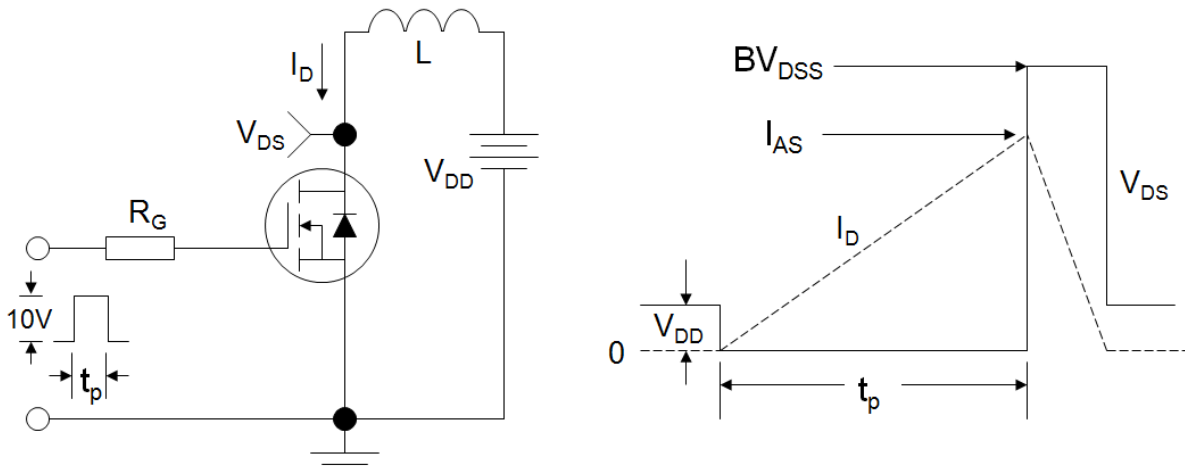 I_D
L
V_DS
V_DD
R_G
10V
t_p
BV_DSS
I_AS
V_DS
I_D
V_DD
0
t_p